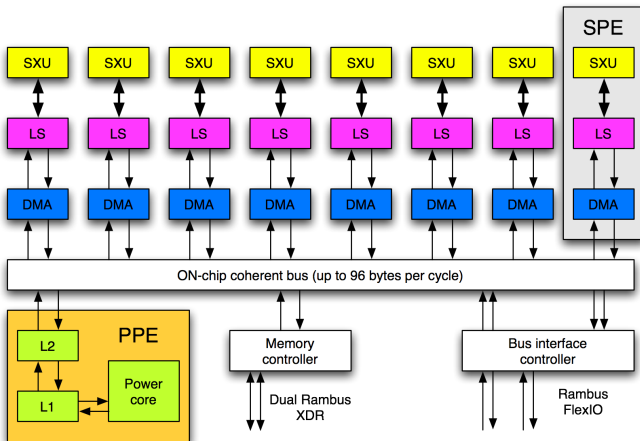 SPE
SXU SXU SXU SXU SXU SXU SXU SXU
LS LS LS LS LS LS LS LS
DMA DMA DMA DMA DMA DMA DMA DMA
ON-chip coherent bus (up to 96 bytes per cycle)
PPE
L2
L1
Power
core
Memory
controller
Dual Rambus
XDR
Bus interface
controller
Rambus
FlexIO